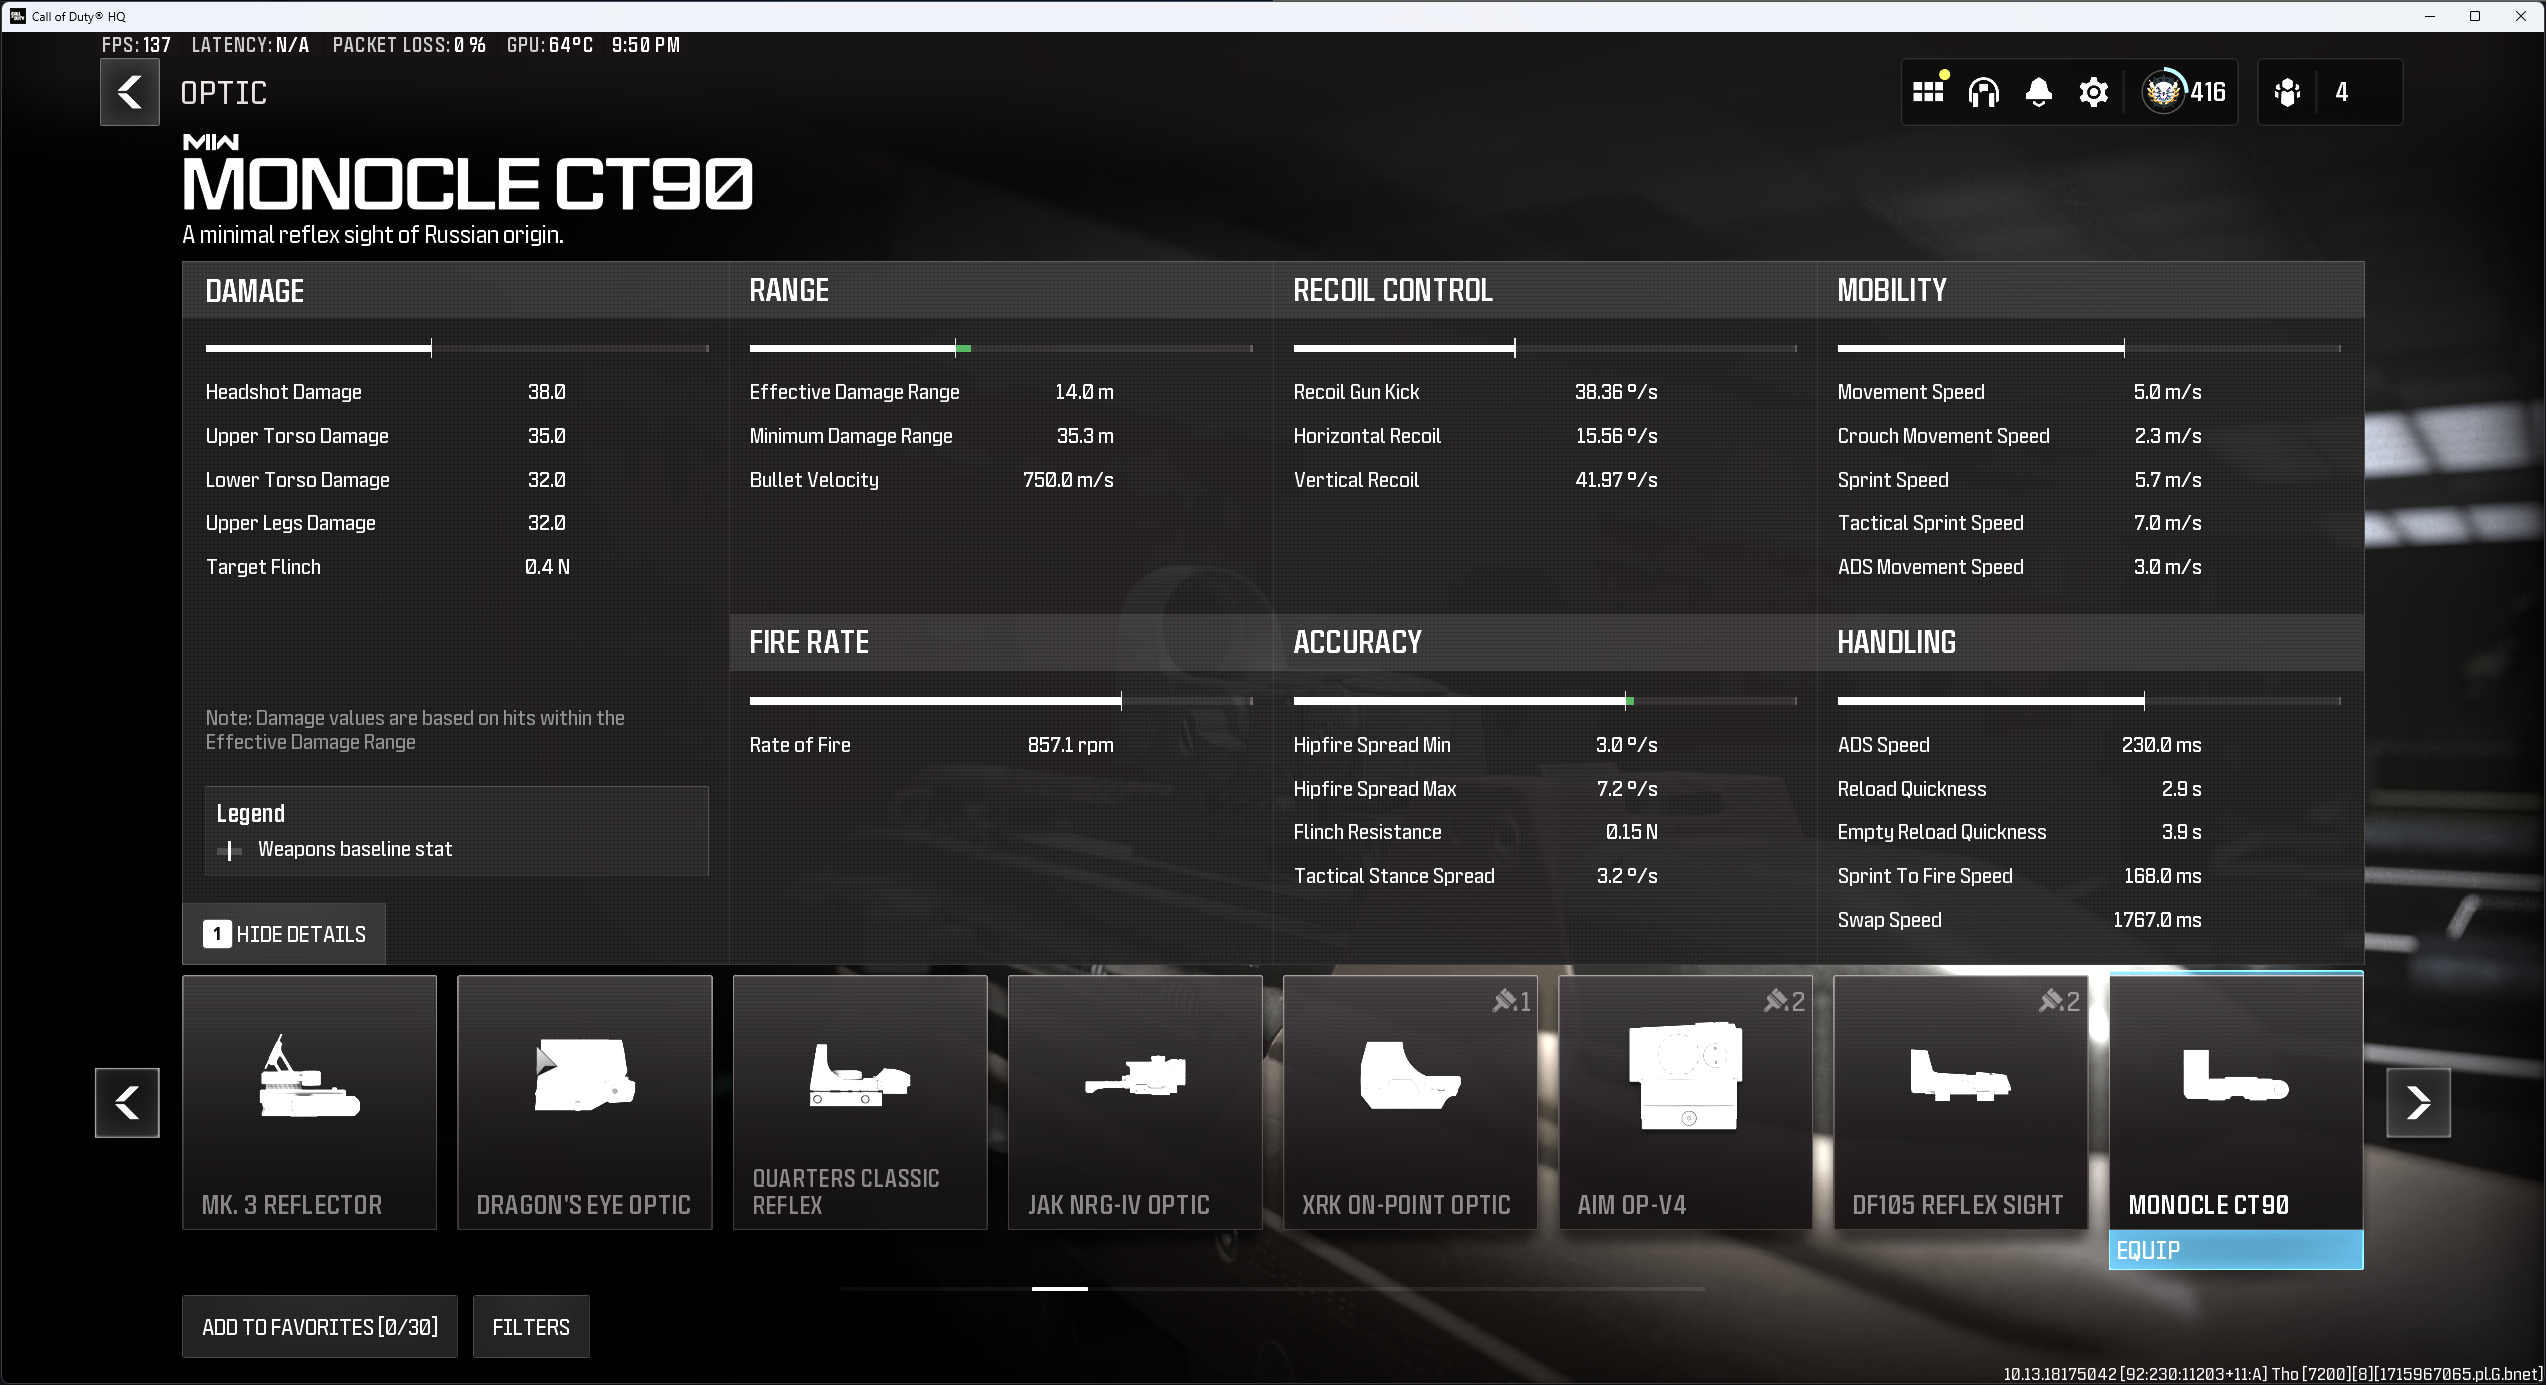 Call of Duty® HQ
FPS: 137 LATENCY: N/A PACKET LOSS: 0 % GPU: 64°C 9:50 PM
OPTIC
416
4
MW
MONOCLE CT90
A minimal reflex sight of Russian origin.
DAMAGE
Headshot Damage 38.0
Upper Torso Damage 35.0
Lower Torso Damage 32.0
Upper Legs Damage 32.0
Target Flinch 0.4 N
Note: Damage values are based on hits within the
Effective Damage Range
Legend
Weapons baseline stat
1 HIDE DETAILS
RANGE
Effective Damage Range 14.0 m
Minimum Damage Range 35.3 m
Bullet Velocity 750.0 m/s
FIRE RATE
Rate of Fire 857.1 rpm
RECOIL CONTROL
Recoil Gun Kick 38.36 º/s
Horizontal Recoil 15.56 º/s
Vertical Recoil 41.97 º/s
ACCURACY
Hipfire Spread Min 3.0 º/s
Hipfire Spread Max 7.2 º/s
Flinch Resistance 0.15 N
Tactical Stance Spread 3.2 º/s
MOBILITY
Movement Speed 5.0 m/s
Crouch Movement Speed 2.3 m/s
Sprint Speed 5.7 m/s
Tactical Sprint Speed 7.0 m/s
ADS Movement Speed 3.0 m/s
HANDLING
ADS Speed 230.0 ms
Reload Quickness 2.9 s
Empty Reload Quickness 3.9 s
Sprint To Fire Speed 168.0 ms
Swap Speed 1767.0 ms
MK. 3 REFLECTOR
DRAGON'S EYE OPTIC
QUARTERS CLASSIC
REFLEX
JAK NRG-IV OPTIC
1
XRK ON-POINT OPTIC
2
AIM OP-V4
2
DF105 REFLEX SIGHT
MONOCLE CT90
EQUIP
ADD TO FAVORITES [0/30]
FILTERS
10.13.18175042 [92:230:11203+11:A] Tho [7200][8][1715967065.pl.G.bnet]